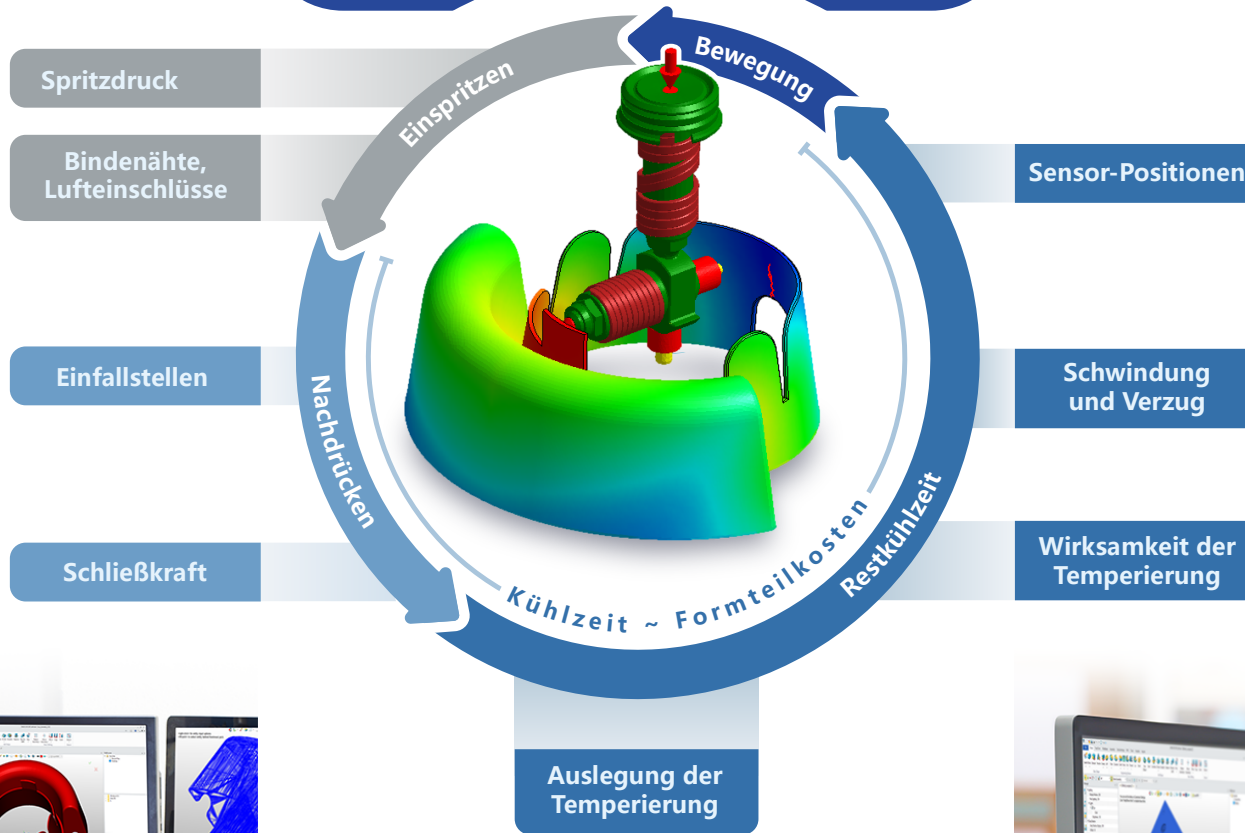 Bewegung
Einspritzen
Spritzdruck
Bindenähte,
Lufteinschlüsse
Sensor-Positionen
Einfallstellen
Nachdrücken
Schwindung
und Verzug
Schließkraft
Restkühlzeit
Wirksamkeit der
Temperierung
Kühlzeit ~ Formteilkosten
Auslegung der
Temperierung